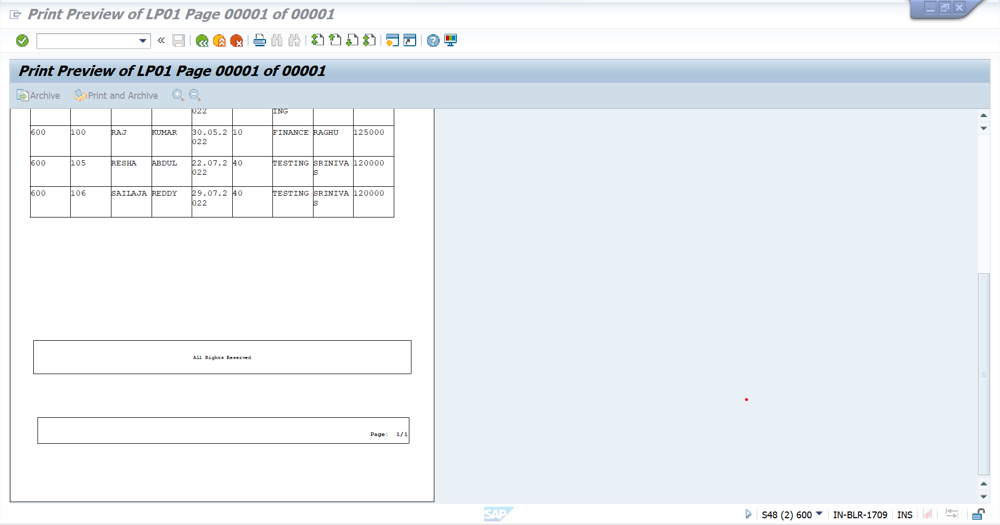 Print Preview of LP01 Page 00001 of 00001
Print Preview of LP01 Page 00001 of 00001
Archive Print and Archive
022 ING
600 100 RAJ KUMAR 30.05.2 10 FINANCE RAGHU 125000
022
600 105 RESHA ABDUL 22.07.2 40 TESTING SRINIVA 120000
022 S
600 106 SAILAJA REDDY 29.07.2 40 TESTING SRINIVA 120000
022 S
All Rights Reserved
Page: 1/1
SAP S48 (2) 600 IN-BLR-1709 INS